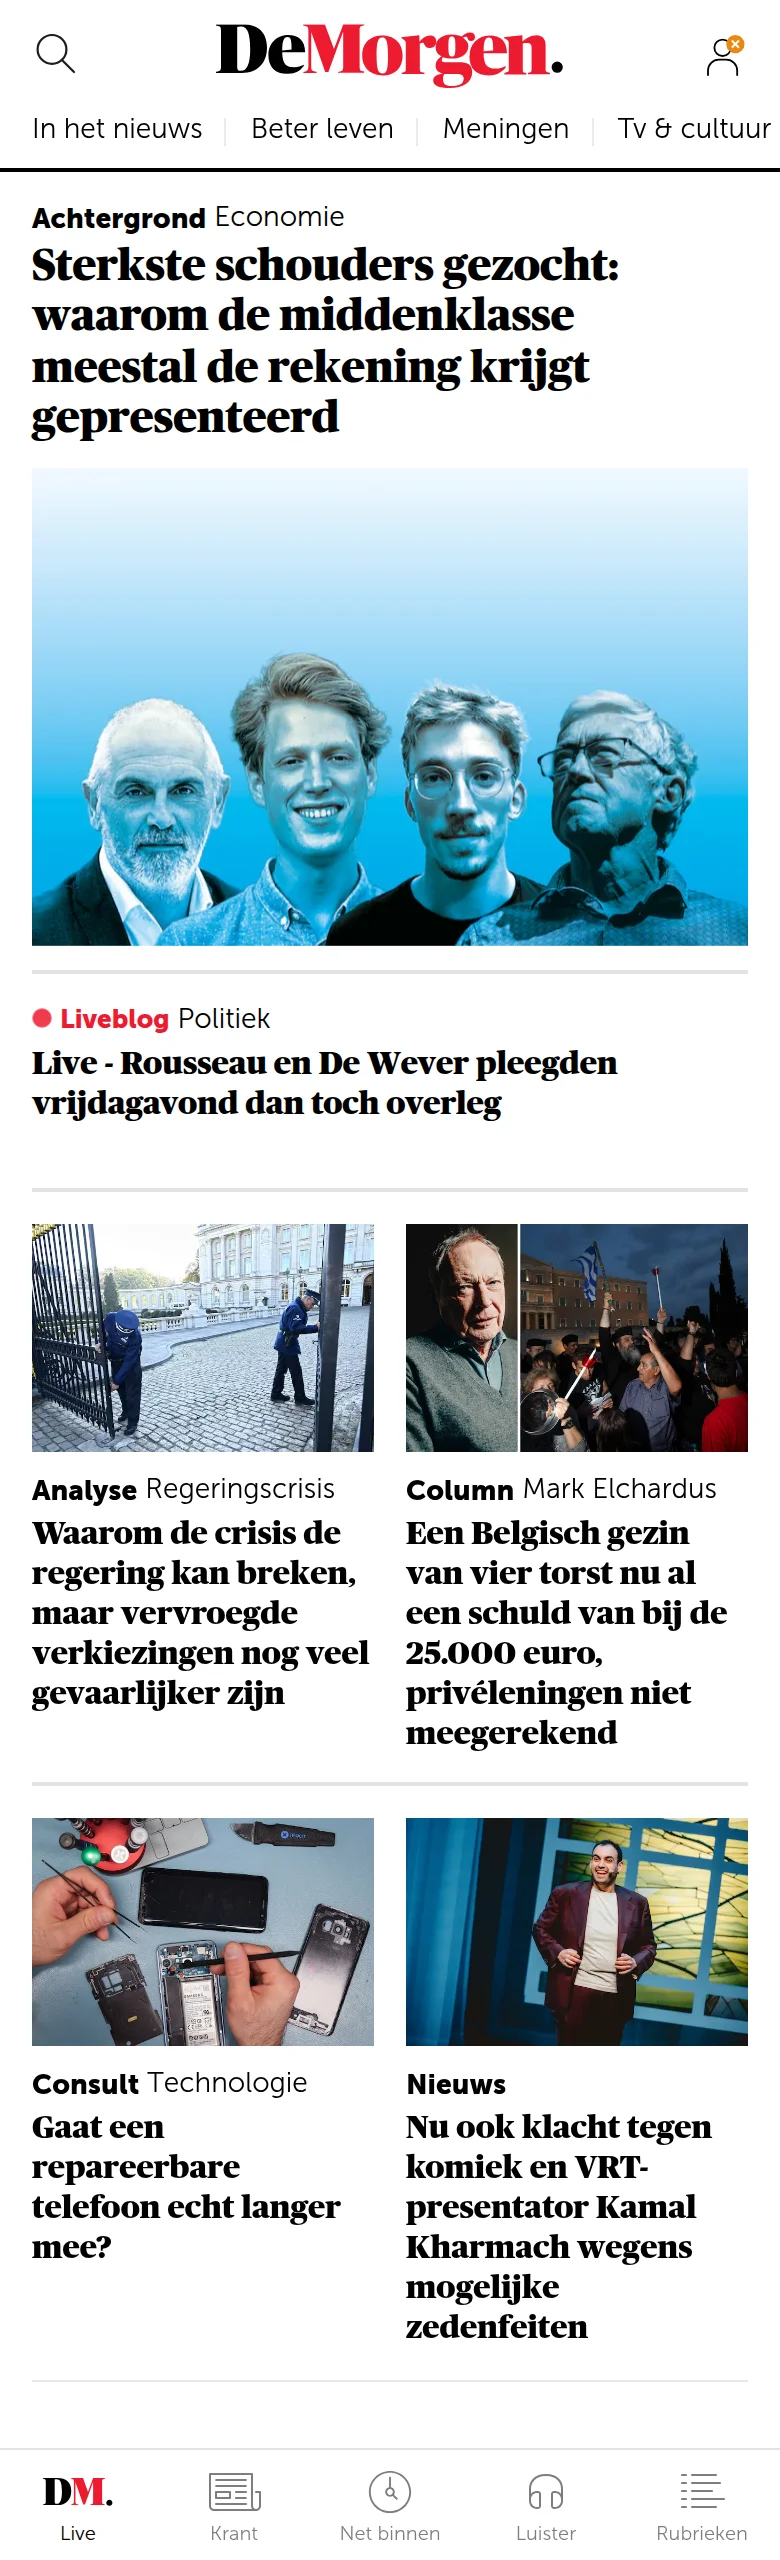 DeMorgen.
In het nieuws
Beter leven
Meningen
Tv & cultuur
Achtergrond Economie
Sterkste schouders gezocht:
waarom de middenklasse
meestal de rekening krijgt
gepresenteerd
Liveblog Politiek
Live - Rousseau en De Wever pleegden
vrijdagavond dan toch overleg
Analyse Regeringscrisis
Waarom de crisis de
regering kan breken,
maar vervroegde
verkiezingen nog veel
gevaarlijker zijn
Column Mark Elchardus
Een Belgisch gezin
van vier torst nu al
een schuld van bij de
25.000 euro,
privéleningen niet
meegerekend
Consult Technologie
Gaat een
repareerbare
telefoon echt langer
mee?
Nieuws
Nu ook klacht tegen
komiek en VRT-
presentator Kamal
Kharmach wegens
mogelijke
zedenfeiten
DM.
Live
Krant
Net binnen
Luister
Rubrieken